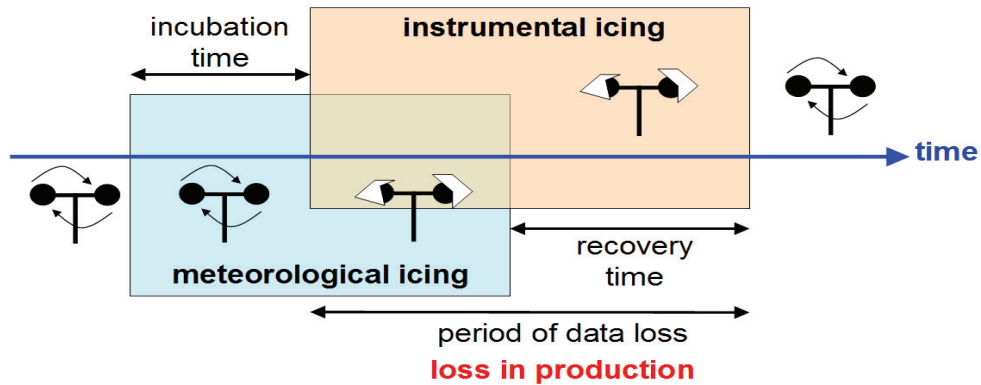 incubation
time
instrumental icing
time
meteorological icing
recovery
time
period of data loss
loss in production